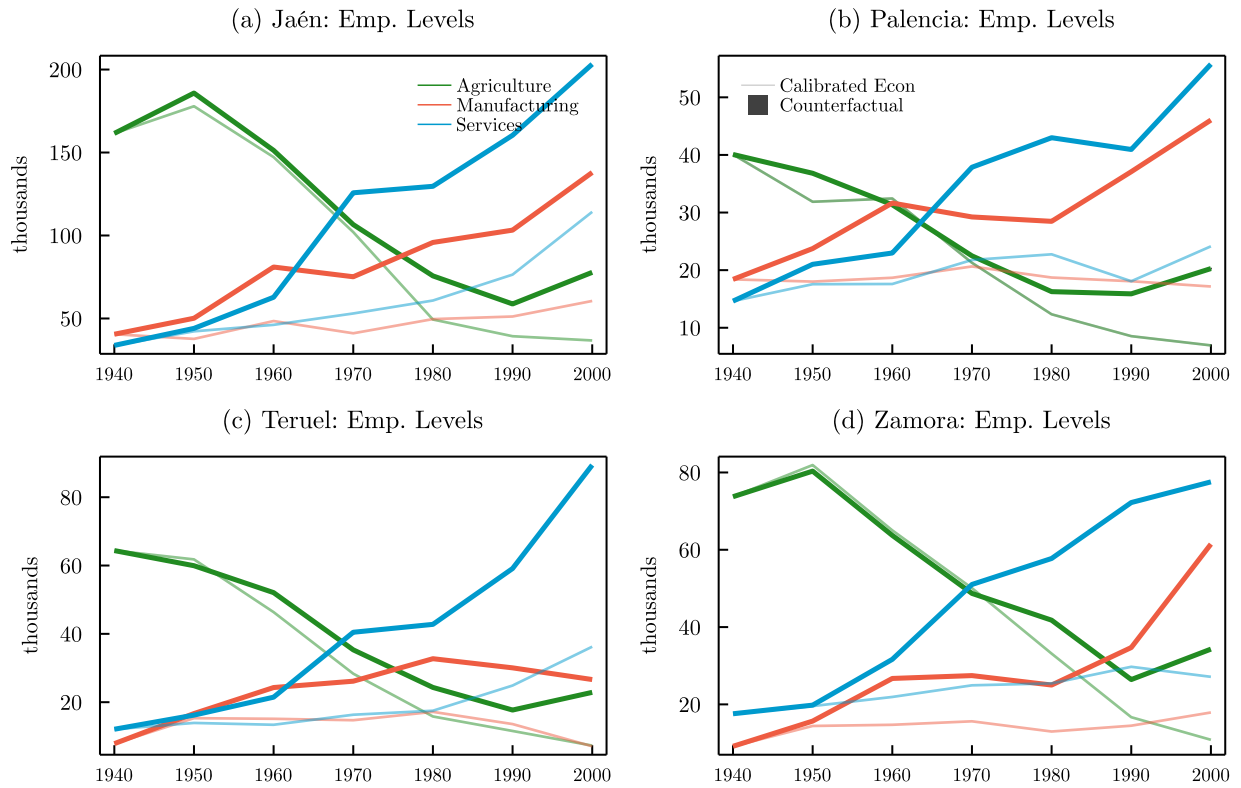 (a) Jaén: Emp. Levels
(b) Palencia: Emp. Levels
thousands
200
150
100
50
Agriculture
Manufacturing
Services
1940 1950 1960 1970 1980 1990 2000
thousands
50
40
30
20
10
Calibrated Econ
Counterfactual
1940 1950 1960 1970 1980 1990 2000
(c) Teruel: Emp. Levels
(d) Zamora: Emp. Levels
thousands
80
60
40
20
1940 1950 1960 1970 1980 1990 2000
thousands
80
60
40
20
1940 1950 1960 1970 1980 1990 2000